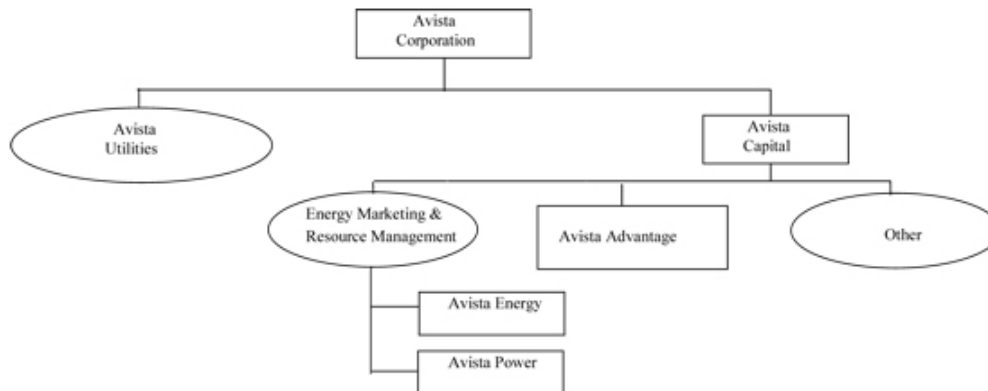 Avista
Corporation
Avista
Utilities
Avista
Capital
Energy Marketing &
Resource Management
Avista Advantage
Other
Avista Energy
Avista Power